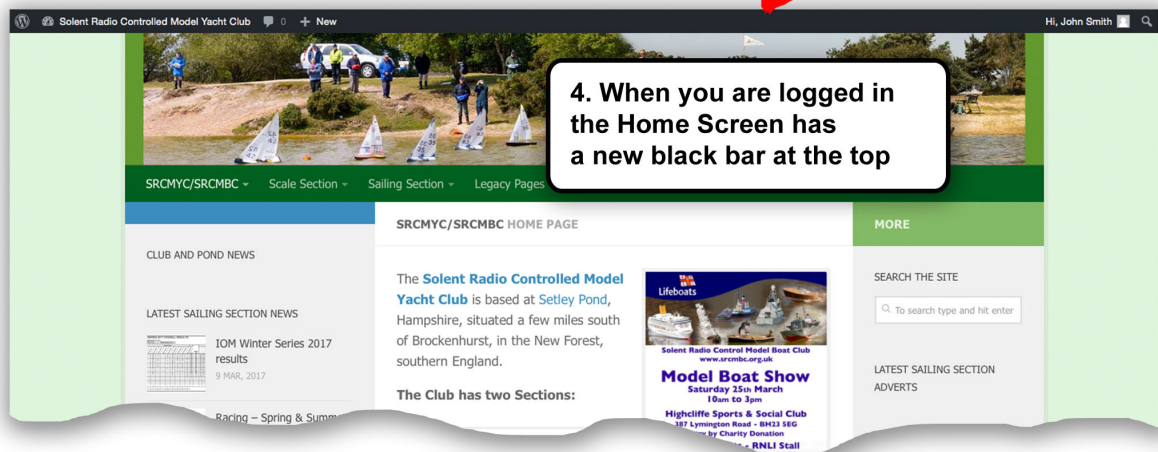 Solent Radio Controlled Model Yacht Club 0 + New Hi, John Smith
4. When you are logged in
the Home Screen has
a new black bar at the top
SRCMYC/SRCMBC Scale Section Sailing Section Legacy Pages
SRCMYC/SRCMBC HOME PAGE
MORE
CLUB AND POND NEWS
LATEST SAILING SECTION NEWS
IOM Winter Series 2017
results
9 MAR, 2017
Racing – Spring & Summ
The Solent Radio Controlled Model
Yacht Club is based at Setley Pond,
Hampshire, situated a few miles south
of Brockenhurst, in the New Forest,
southern England.
The Club has two Sections:
Lifeboats
Solent Radio Control Model Boat Club
www.srcmbc.org.uk
Model Boat Show
Saturday 25th March
10am to 3pm
Highcliffe Sports & Social Club
387 Lymington Road - BH23 5EG
by Charity Donation
- RNLI Stall
SEARCH THE SITE
To search type and hit enter
LATEST SAILING SECTION
ADVERTS